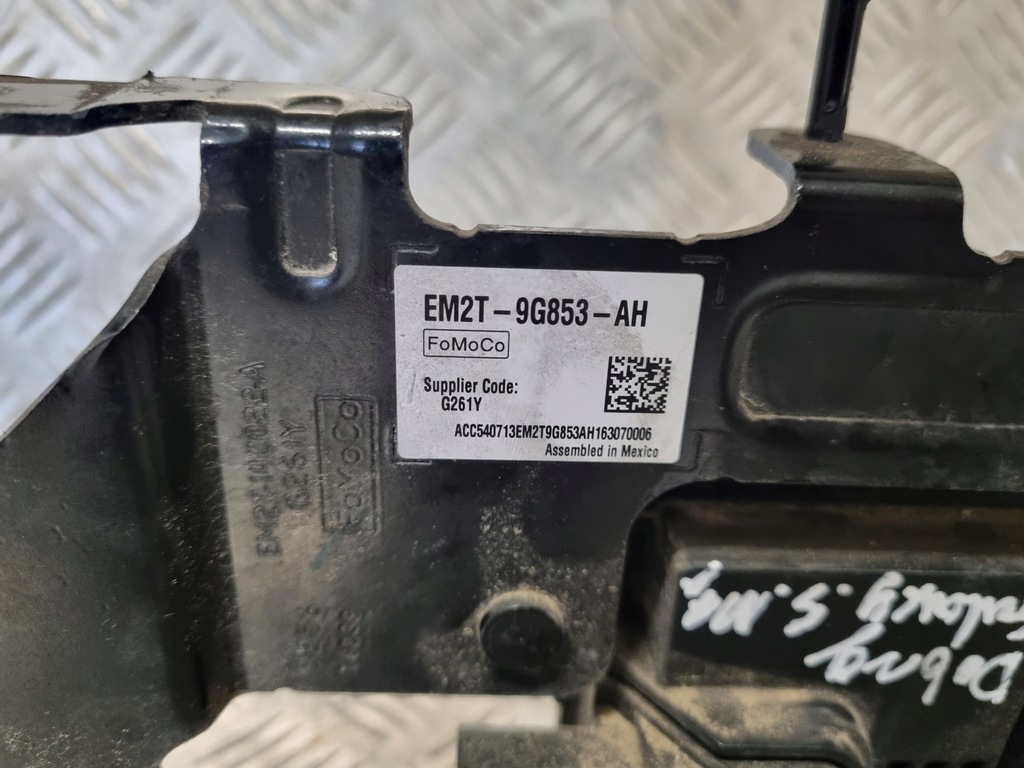 EM2T-9G853-AH
FoMoCo
Supplier Code:
G261Y
ACC540713EM2T9G853AH163070006
Assembled in Mexico
G261Y
FoMoCo